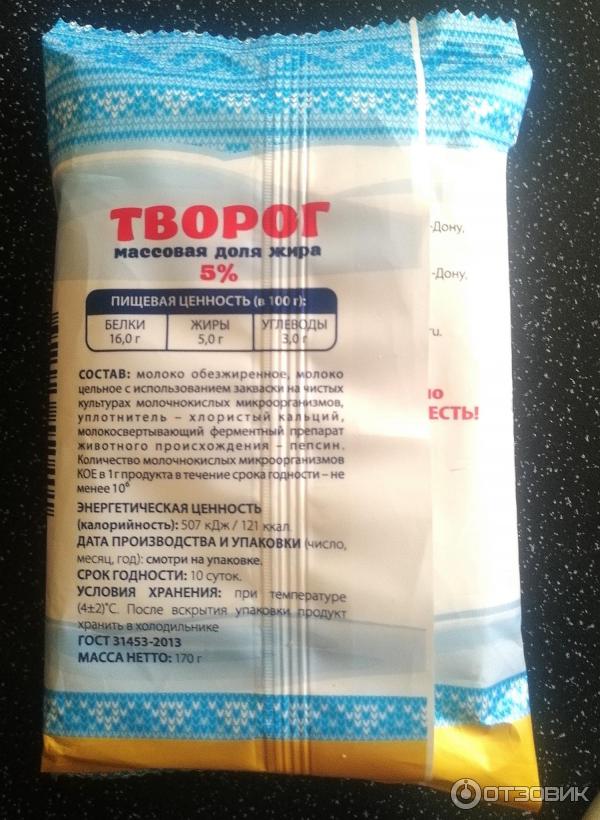 ТВОРОГ
массовая доля жира
5%
ПИЩЕВАЯ ЦЕННОСТЬ (в 100 г):
БЕЛКИ ЖИРЫ УГЛЕВОДЫ
16,0 г 5,0 г 3,0 г
СОСТАВ: молоко обезжиренное, молоко
цельное с использованием закваски на чистых
культурах молочнокислых микроорганизмов,
уплотнитель – хлористый кальций,
молокосвертывающий ферментный препарат
животного происхождения – пепсин.
Количество молочнокислых микроорганизмов
КОЕ в 1г продукта в течение срока годности – не
менее 10⁶
ЭНЕРГЕТИЧЕСКАЯ ЦЕННОСТЬ
(калорийность): 507 кДж / 121 ккал.
ДАТА ПРОИЗВОДСТВА И УПАКОВКИ (число,
месяц, год): смотри на упаковке.
СРОК ГОДНОСТИ: 10 суток.
УСЛОВИЯ ХРАНЕНИЯ: при температуре
(4±2)°С. После вскрытия упаковки продукт
хранить в холодильнике
ГОСТ 31453-2013
МАССА НЕТТО: 170 г
-Дону,
-Дону,
ru.
но
ЕСТЬ!
ОТЗОВИК